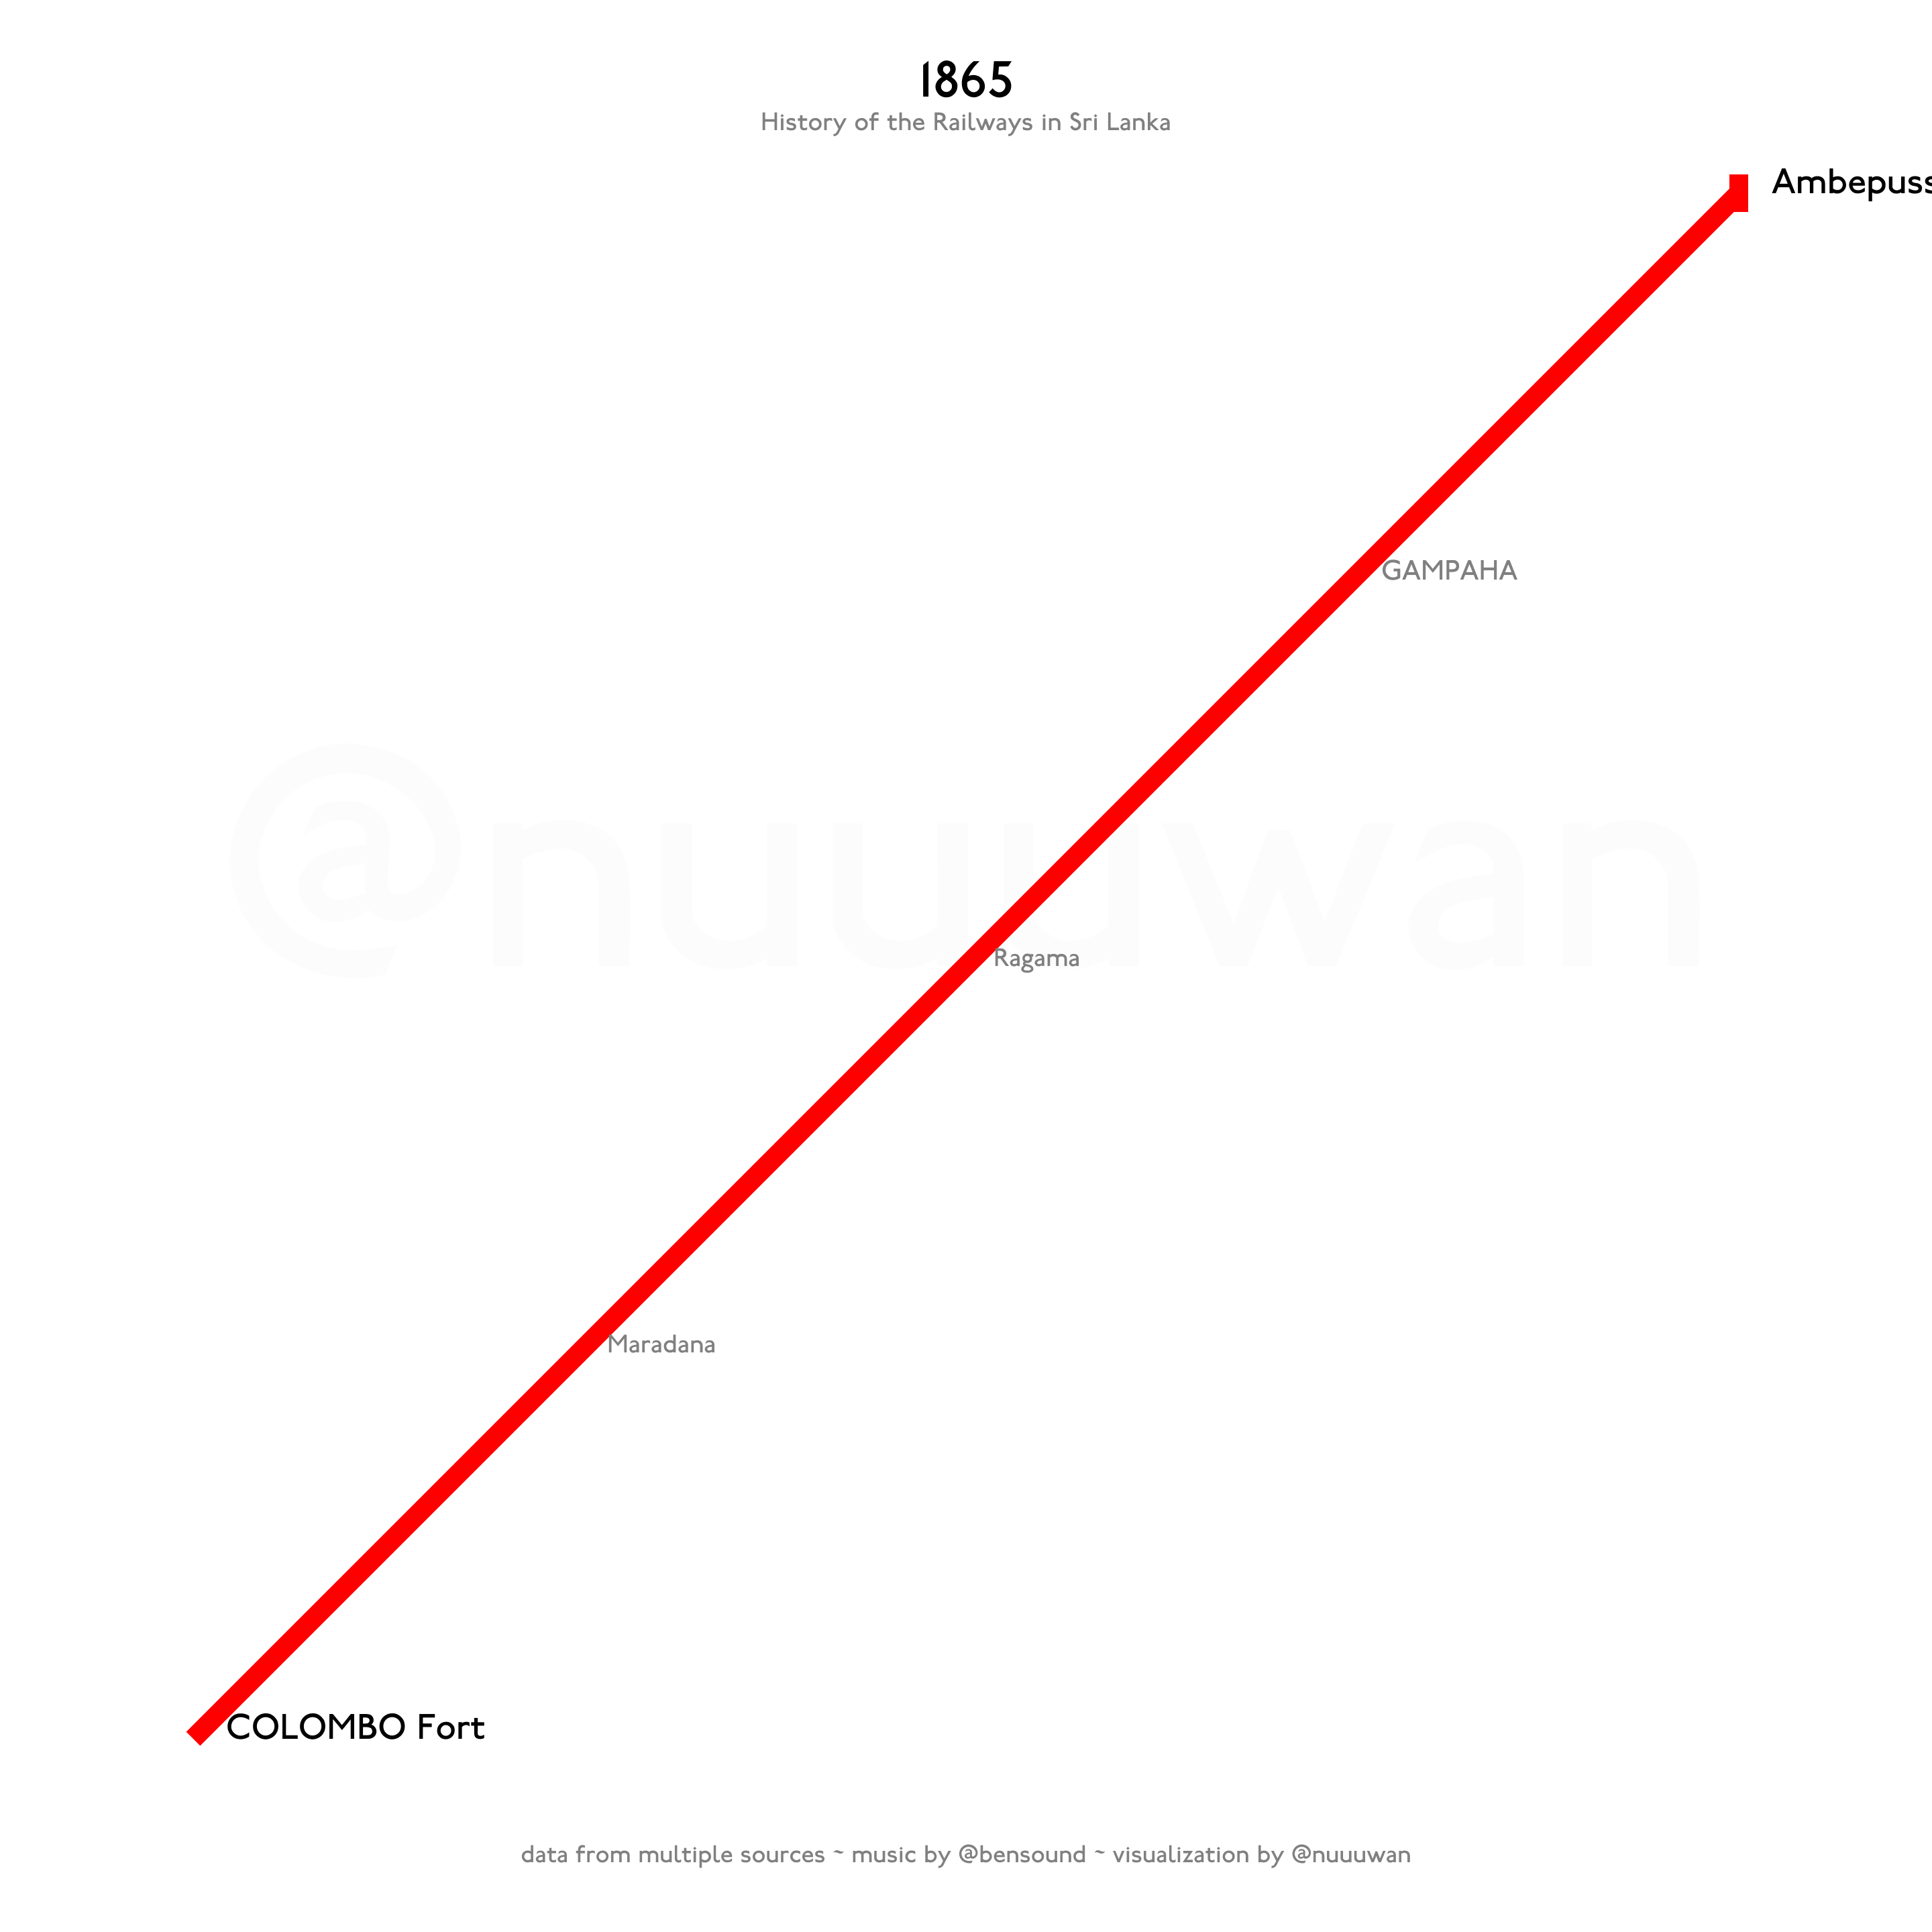 1865
History of the Railways in Sri Lanka
Ambepuss
GAMPAHA
@nuuuwan
Ragama
Maradana
COLOMBO Fort
data from multiple sources ~ music by @bensound ~ visualization by @nuuuwan